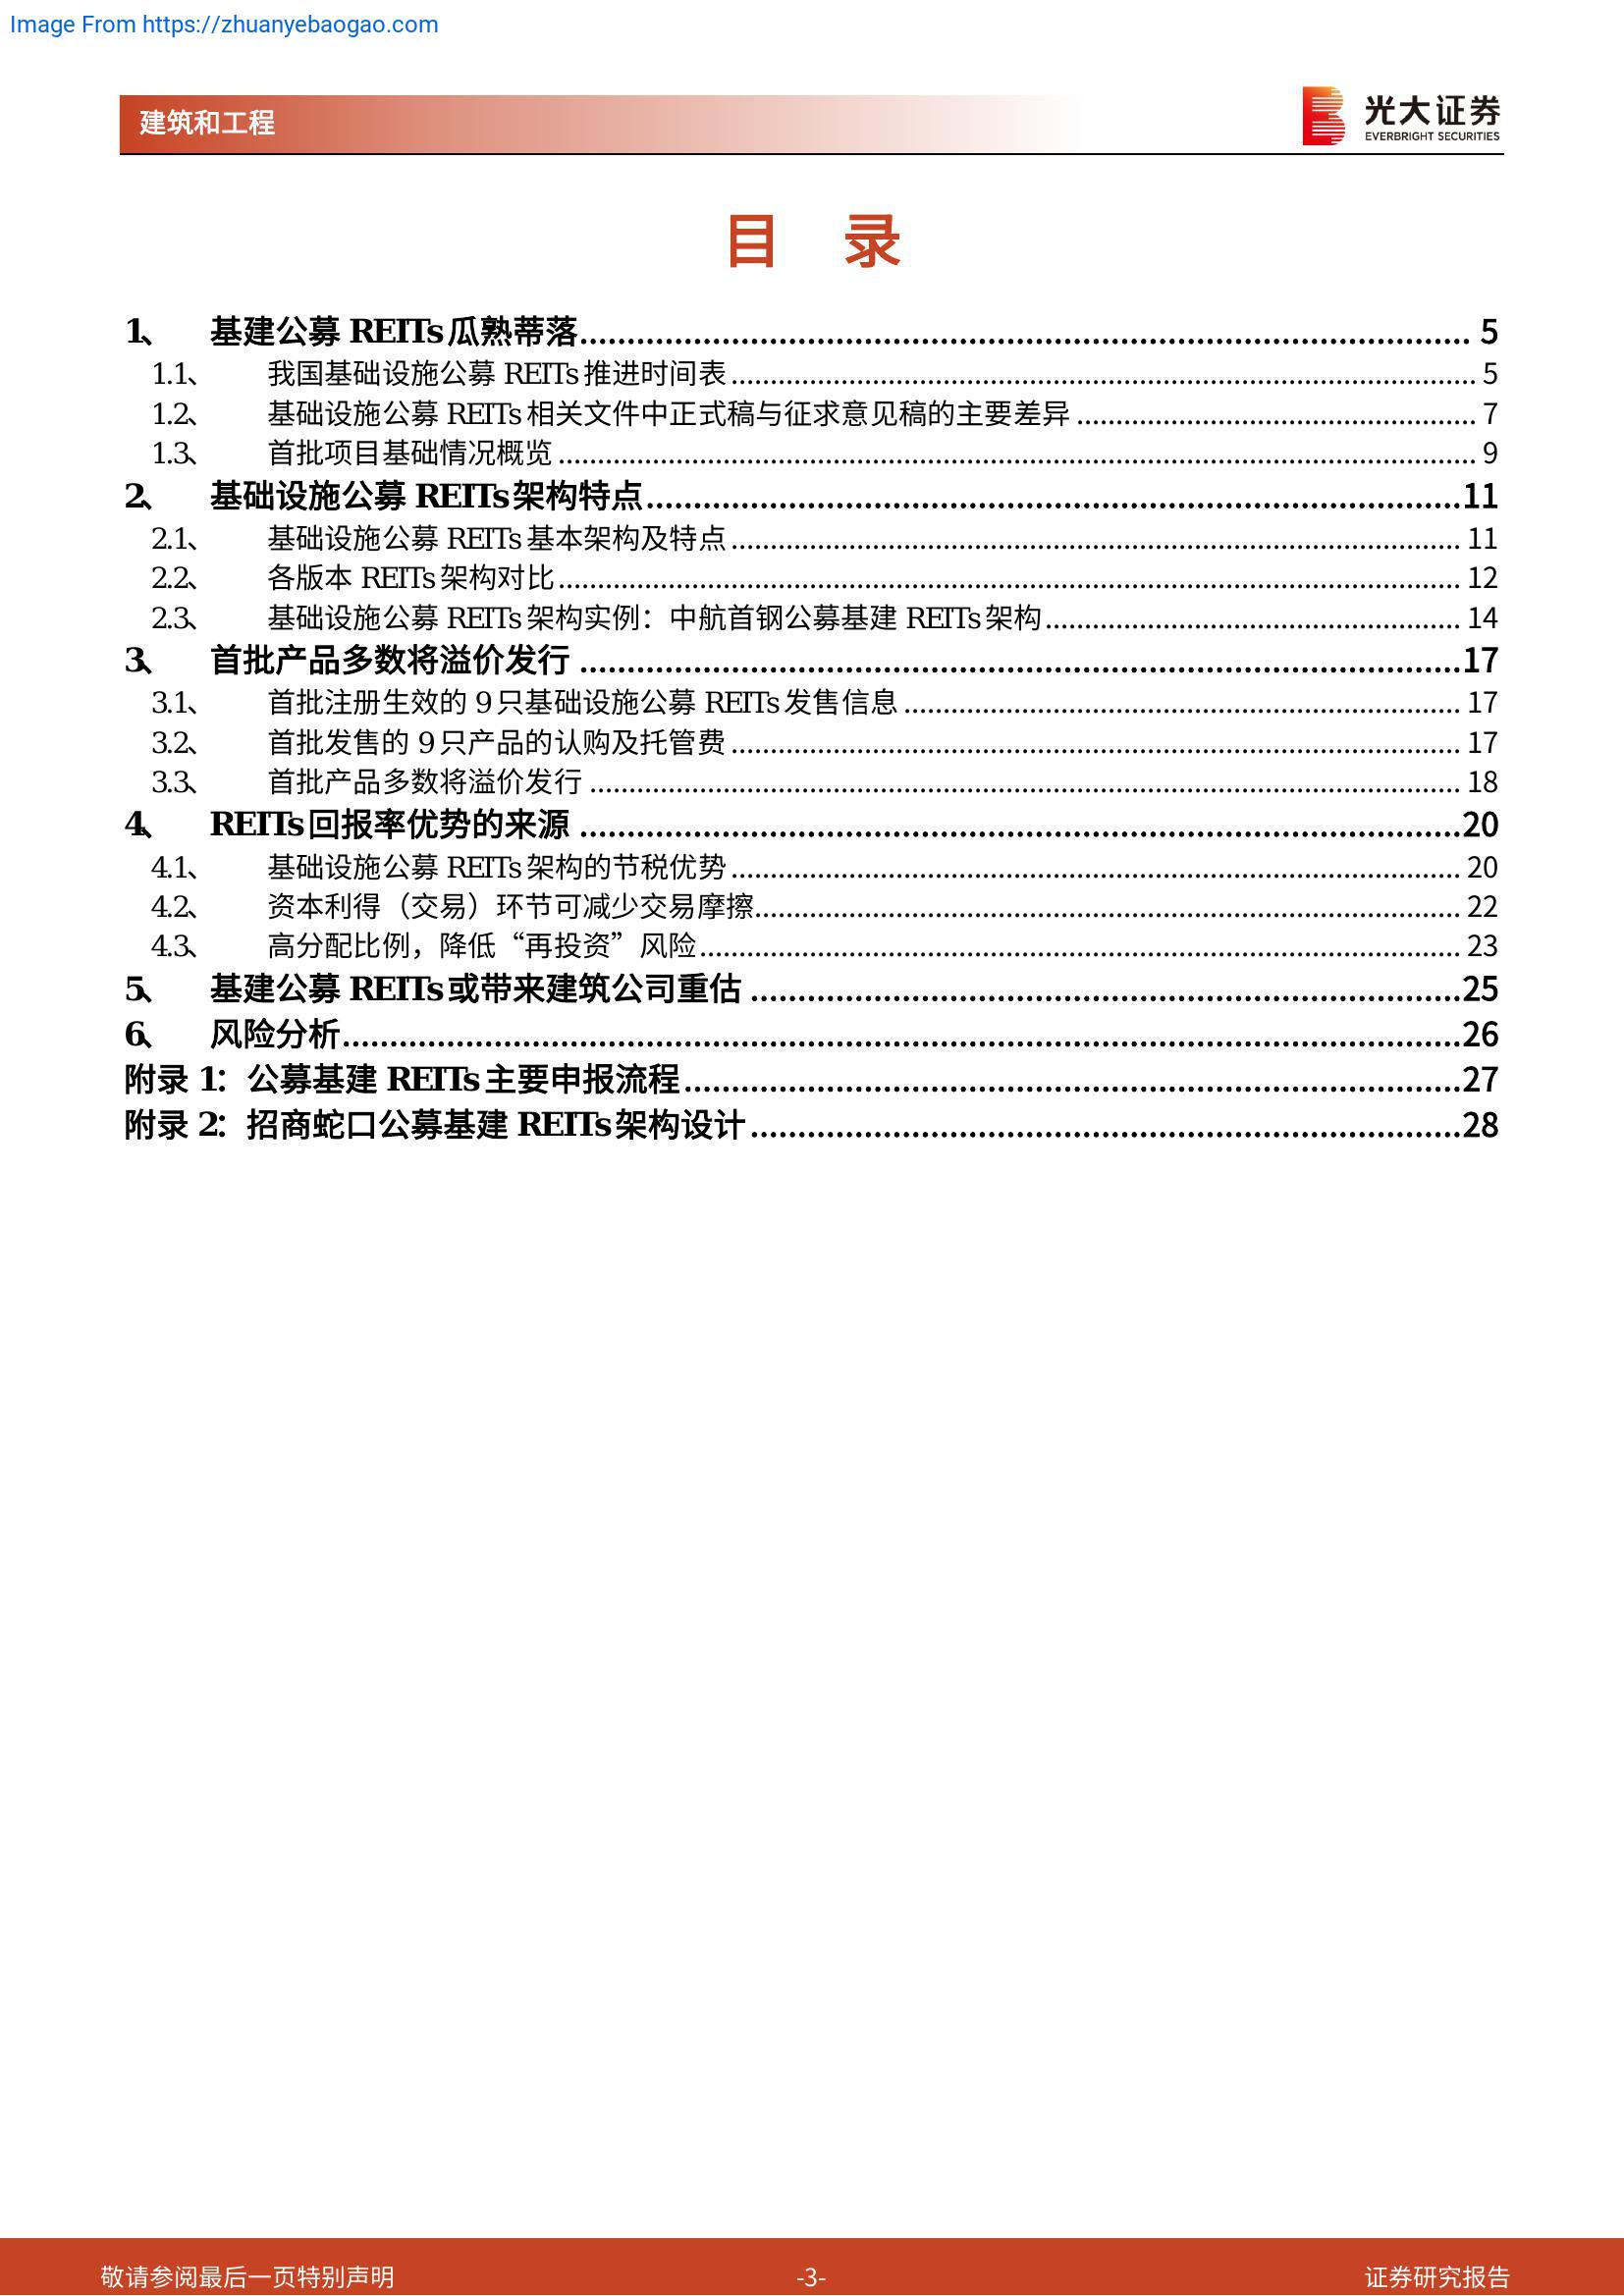 Image From https://zhuanyebaogao.com
建筑和工程
光大证券
EVERBRIGHT SECURITIES
目 录
1、 基建公募 REITs 瓜熟蒂落 5
1.1、 我国基础设施公募 REITs 推进时间表 5
1.2、 基础设施公募 REITs 相关文件中正式稿与征求意见稿的主要差异 7
1.3、 首批项目基础情况概览 9
2、 基础设施公募 REITs 架构特点 11
2.1、 基础设施公募 REITs 基本架构及特点 11
2.2、 各版本 REITs 架构对比 12
2.3、 基础设施公募 REITs 架构实例：中航首钢公募基建 REITs 架构 14
3、 首批产品多数将溢价发行 17
3.1、 首批注册生效的 9 只基础设施公募 REITs 发售信息 17
3.2、 首批发售的 9 只产品的认购及托管费 17
3.3、 首批产品多数将溢价发行 18
4、 REITs 回报率优势的来源 20
4.1、 基础设施公募 REITs 架构的节税优势 20
4.2、 资本利得（交易）环节可减少交易摩擦 22
4.3、 高分配比例，降低“再投资”风险 23
5、 基建公募 REITs 或带来建筑公司重估 25
6、 风险分析 26
附录 1：公募基建 REITs 主要申报流程 27
附录 2：招商蛇口公募基建 REITs 架构设计 28
敬请参阅最后一页特别声明 -3- 证券研究报告